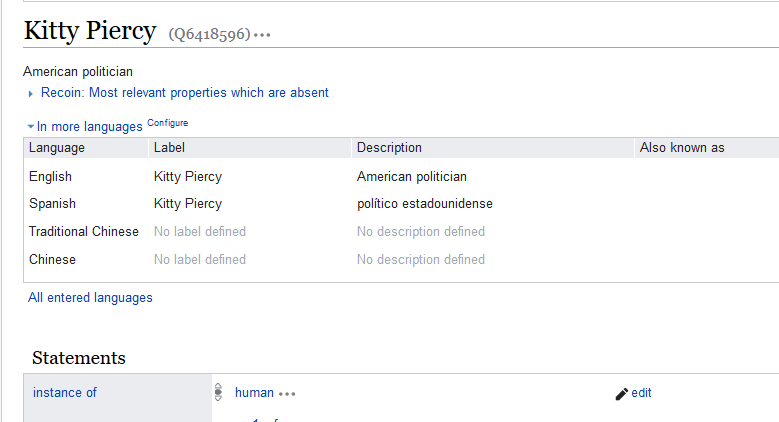 Kitty Piercy (Q6418596)
American politician
Recoin: Most relevant properties which are absent
In more languages Configure
Language Label Description Also known as
English Kitty Piercy American politician
Spanish Kitty Piercy político estadounidense
Traditional Chinese No label defined No description defined
Chinese No label defined No description defined
All entered languages
Statements
instance of human edit